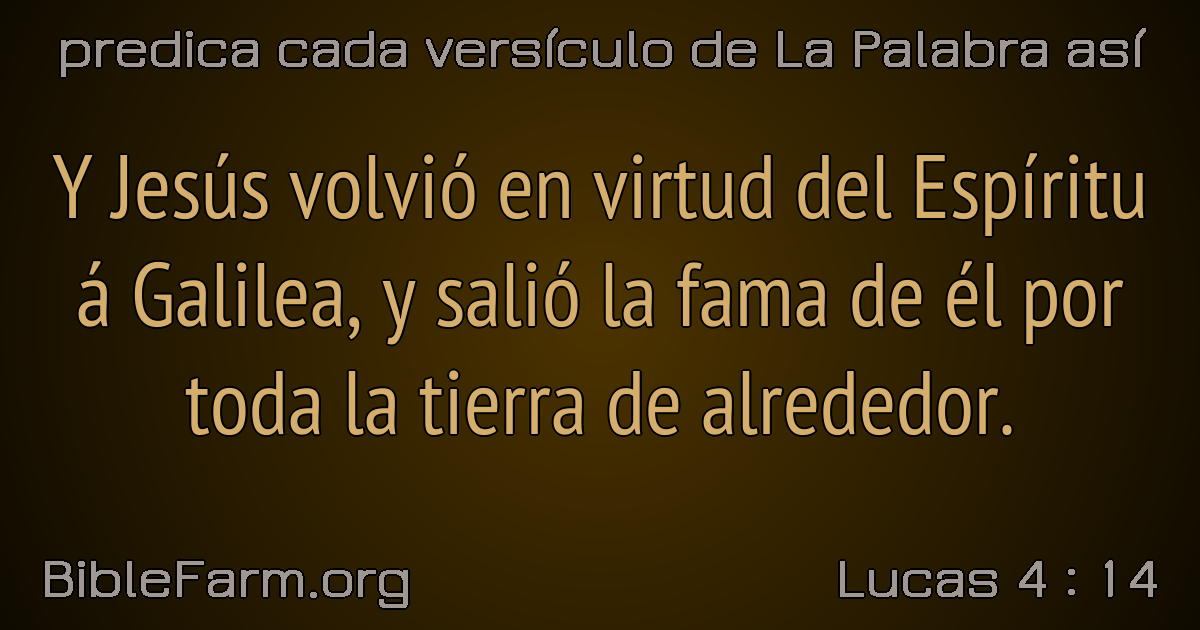 predica cada versículo de La Palabra así
Y Jesús volvió en virtud del Espíritu
á Galilea, y salió la fama de él por
toda la tierra de alrededor.
BibleFarm.org
Lucas 4 : 14